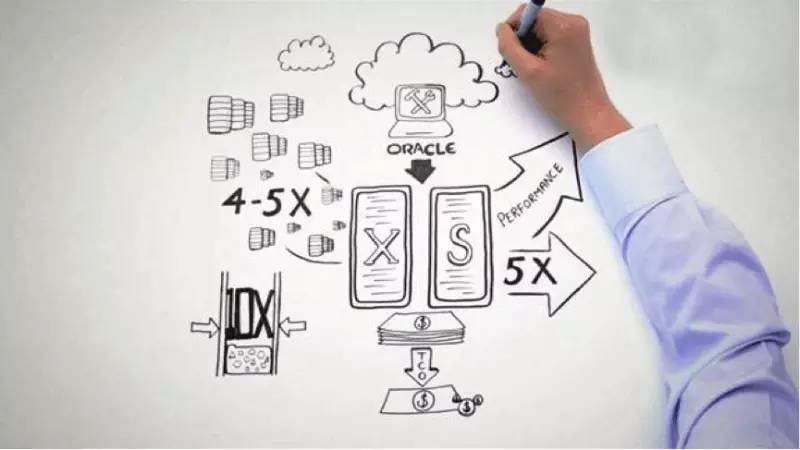 ORACLE
4-5X
X
S
PERFORMANCE
5X
10X
$
TCO
$
$